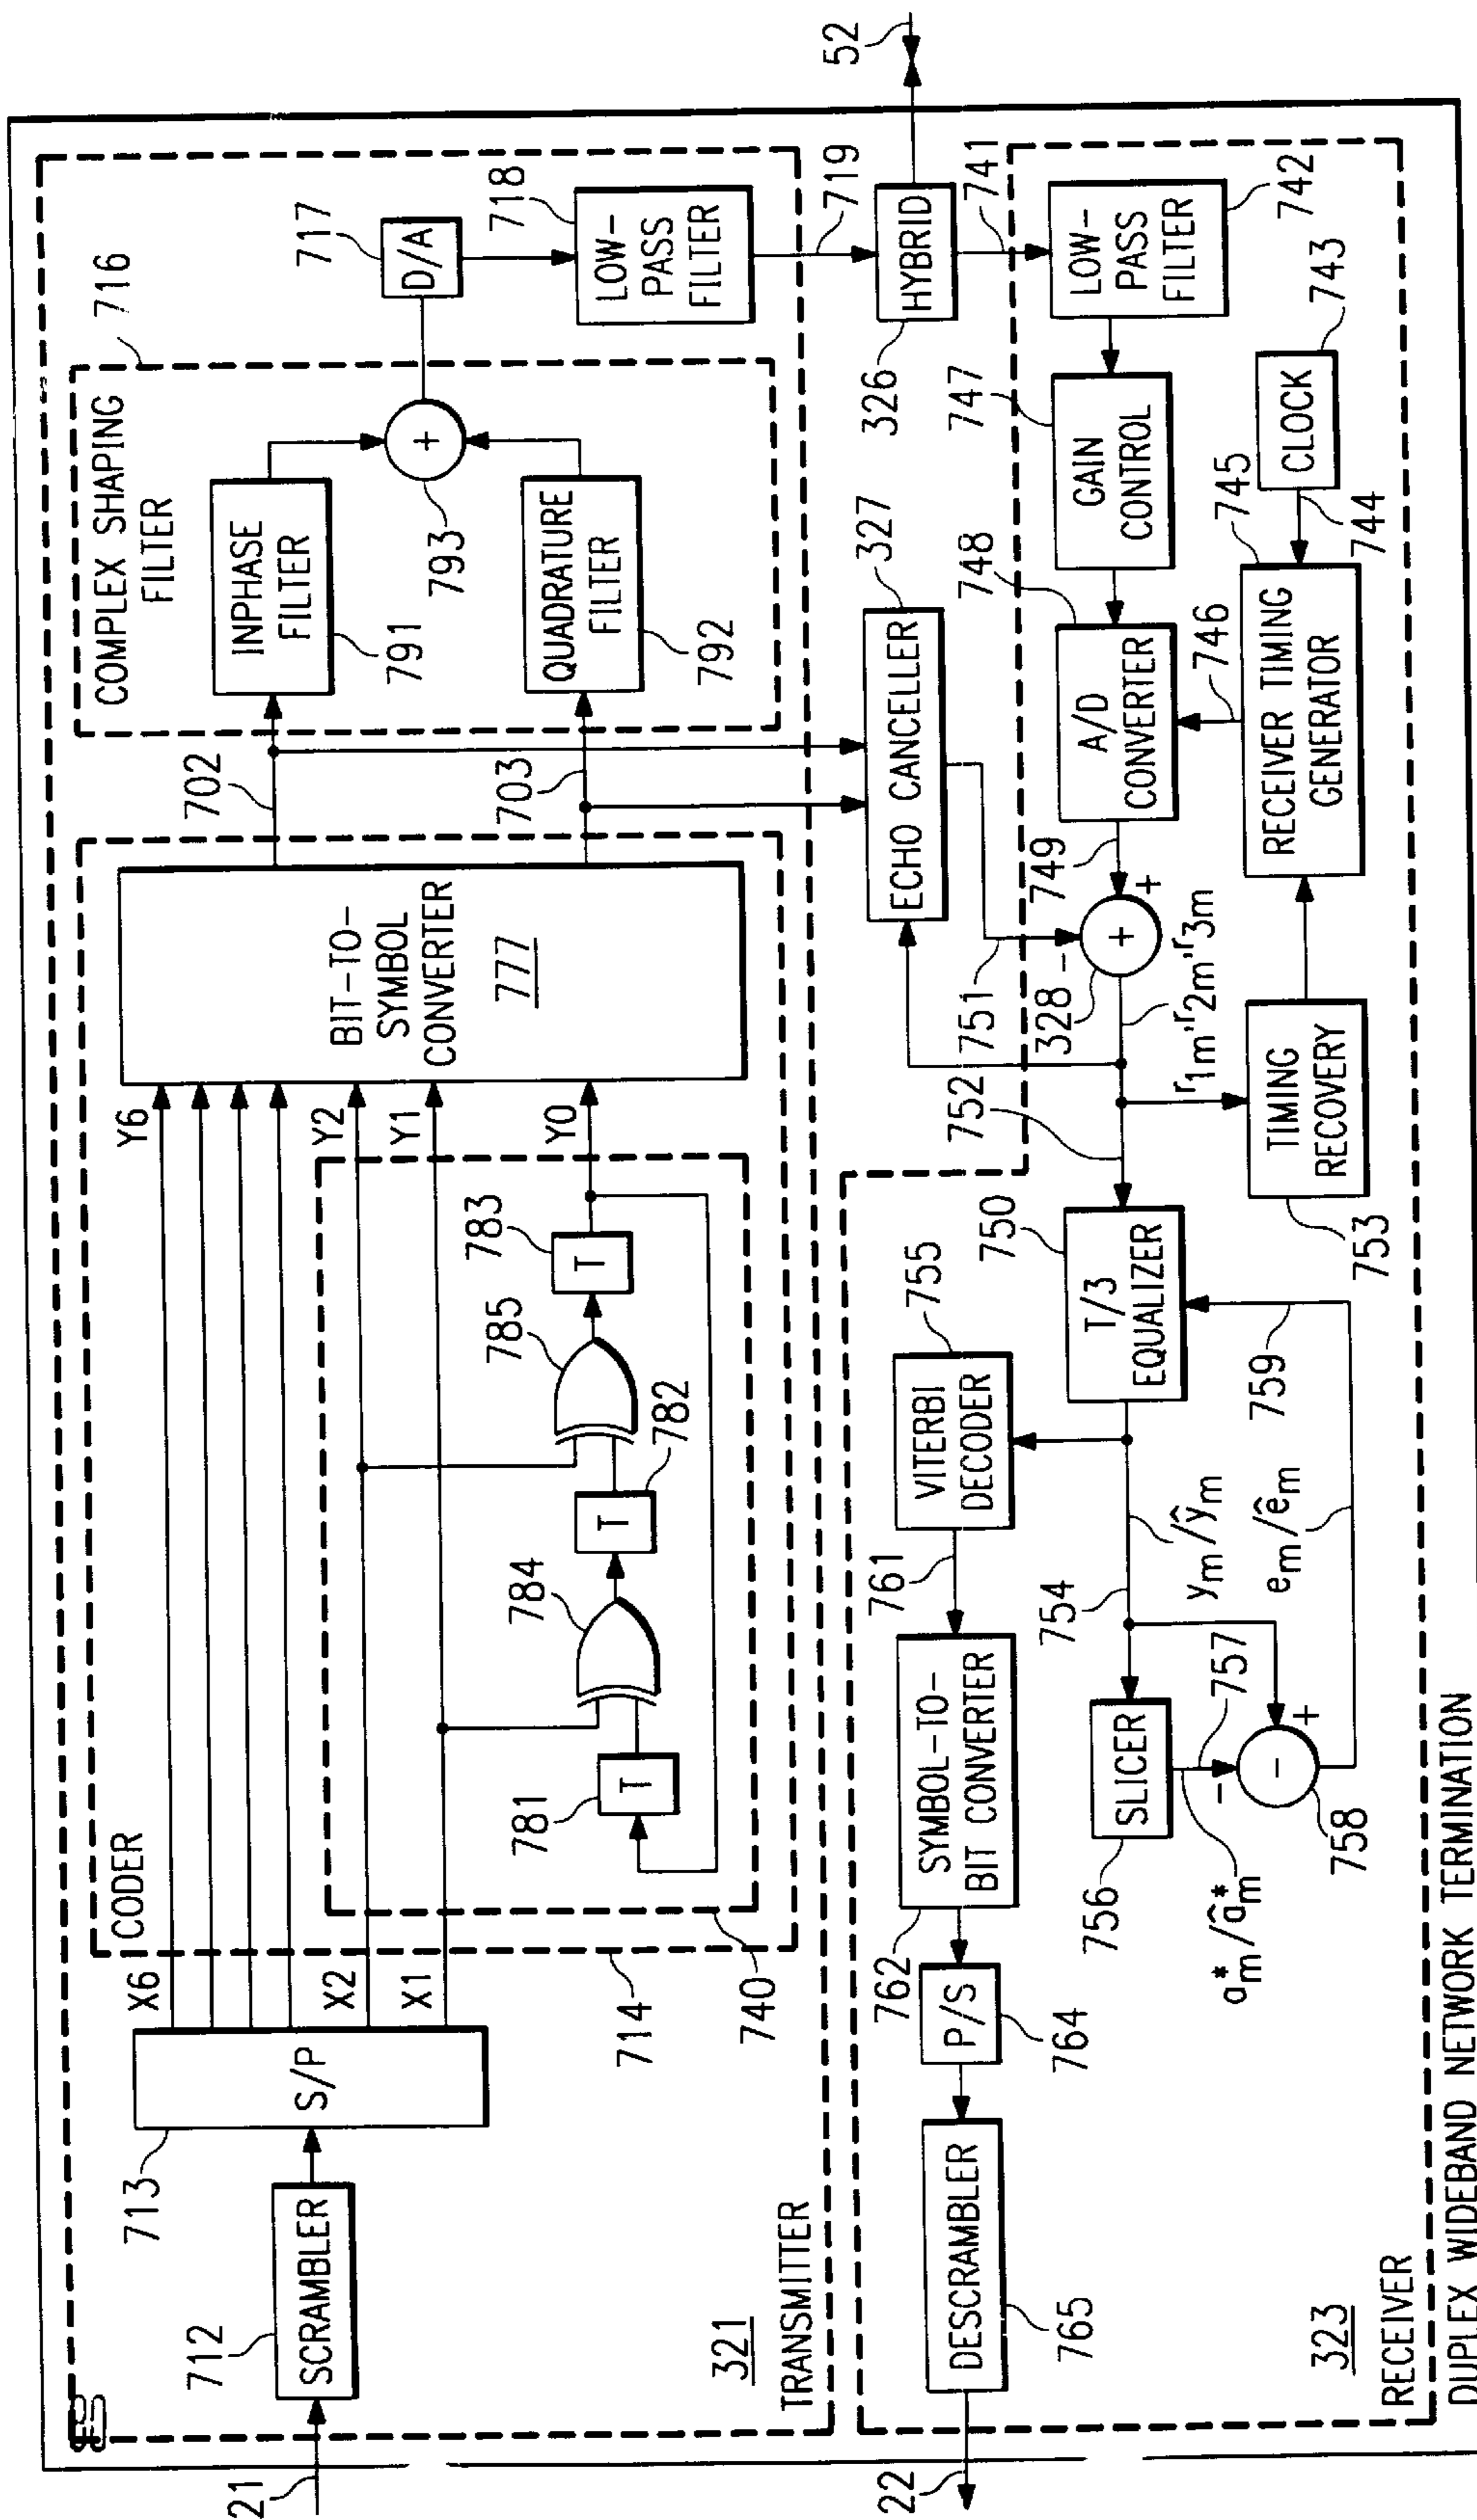 COMPLEX SHAPING
FILTER
716
CODER
X6
X2
X1
Y6
Y2
Y1
Y0
702
703
INPHASE
FILTER
791
QUADRATURE
FILTER
792
+
793
717
D/A
718
LOW-
PASS
FILTER
719
BIT-TO-
SYMBOL
CONVERTER
777
21
712
SCRAMBLER
713
S/P
714
740
781
T
784
T
782
785
783
T
321
TRANSMITTER
52
326
HYBRID
741
327
ECHO CANCELLER
LOW-
PASS
FILTER
742
747
GAIN
CONTROL
748
A/D
CONVERTER
743
CLOCK
744
745
RECEIVER TIMING
GENERATOR
746
749
+
+
328
-
751
752
r1m,r2m,r3m
TIMING
RECOVERY
753
750
T/3
EQUALIZER
755
VITERBI
DECODER
761
SYMBOL-TO-
BIT CONVERTER
762
P/S
764
DESCRAMBLER
765
22
754
ym/ŷm
em/êm
759
756
SLICER
757
-
+
-
758
a*m/â*m
323
RECEIVER
DUPLEX WIDEBAND NETWORK TERMINATION